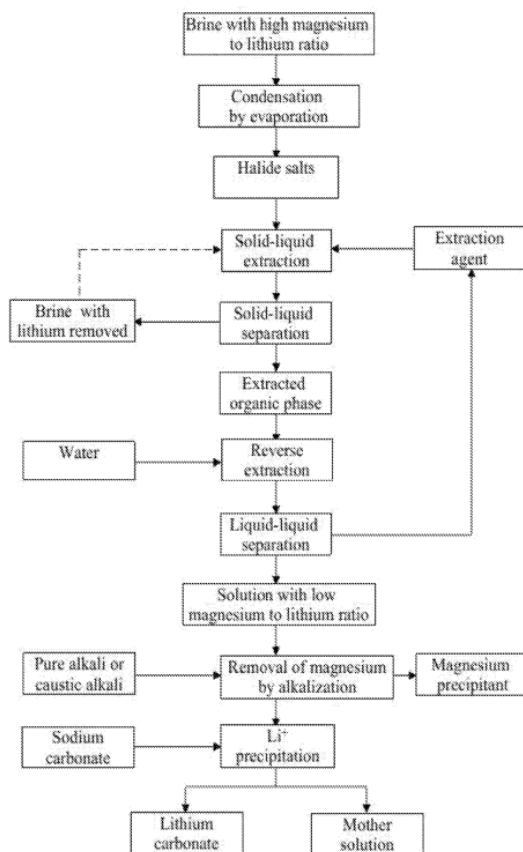 Brine with high magnesium
to lithium ratio
Condensation
by evaporation
Halide salts
Solid-liquid
extraction
Extraction
agent
Brine with
lithium removed
Solid-liquid
separation
Extracted
organic phase
Water
Reverse
extraction
Liquid-liquid
separation
Solution with low
magnesium to lithium ratio
Pure alkali or
caustic alkali
Removal of magnesium
by alkalization
Magnesium
precipitant
Sodium
carbonate
Li⁺
precipitation
Lithium
carbonate
Mother
solution